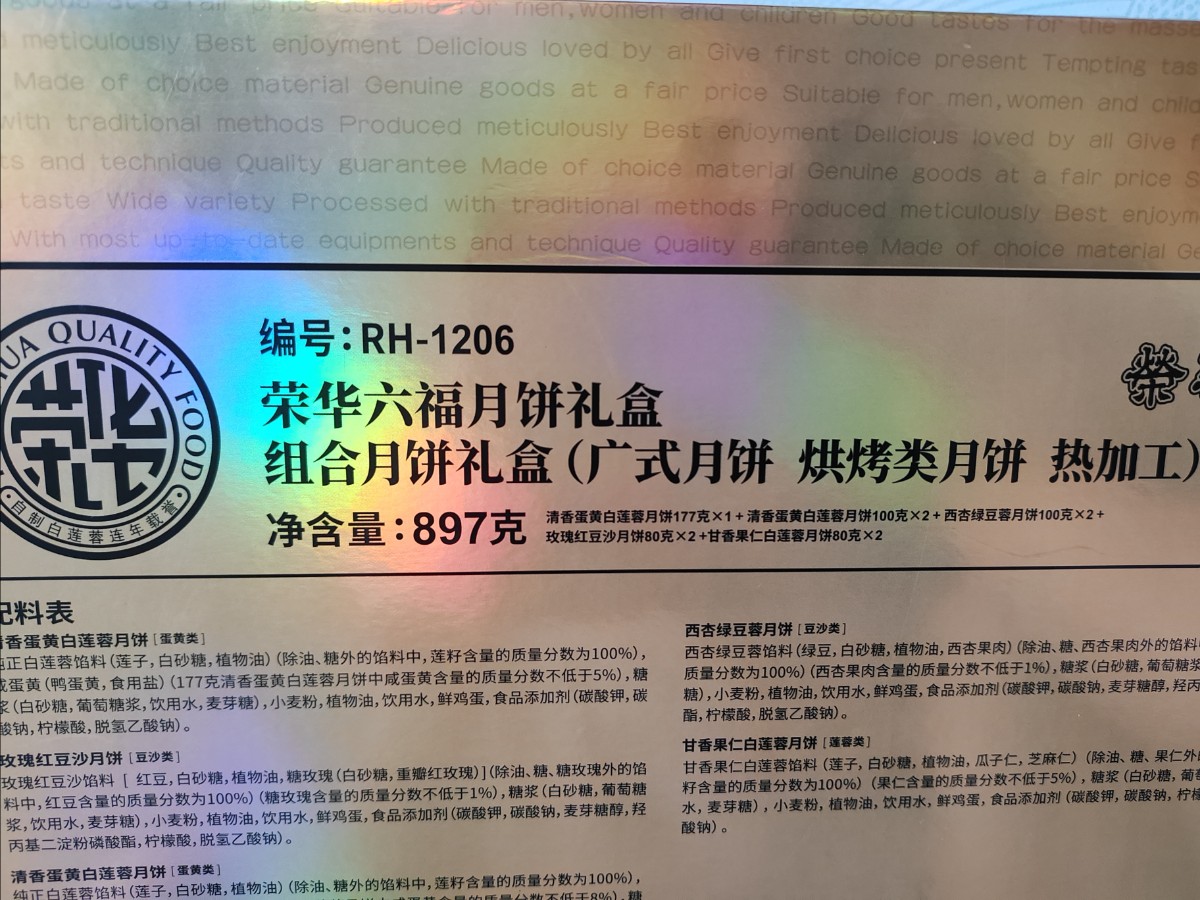 goods at a fair price Suitable for men,women and children Good tastes for the masse
meticulously Best enjoyment Delicious loved by all Give first choice present Tempting tas
Made of choice material Genuine goods at a fair price Suitable for men,women and child
with traditional methods Produced meticulously Best enjoyment Delicious loved by all Give f
ts and technique Quality guarantee Made of choice material Genuine goods at a fair price S
taste Wide variety Processed with traditional methods Produced meticulously Best enjoym
With most up-to-date equipments and technique Quality guarantee Made of choice material Ge
HUA QUALITY FOOD
荣华
自制白莲蓉连年载誉
编号:RH-1206
荣华六福月饼礼盒
组合月饼礼盒(广式月饼 烘烤类月饼 热加工)
榮
净含量:897克
清香蛋黄白莲蓉月饼177克×1+清香蛋黄白莲蓉月饼100克×2+西杏绿豆蓉月饼100克×2+
玫瑰红豆沙月饼80克×2+甘香果仁白莲蓉月饼80克×2
配料表
清香蛋黄白莲蓉月饼[蛋黄类]
纯正白莲蓉馅料(莲子,白砂糖,植物油)(除油、糖外的馅料中,莲籽含量的质量分数为100%),
咸蛋黄(鸭蛋黄,食用盐)(177克清香蛋黄白莲蓉月饼中咸蛋黄含量的质量分数不低于5%),糖
浆(白砂糖,葡萄糖浆,饮用水,麦芽糖),小麦粉,植物油,饮用水,鲜鸡蛋,食品添加剂(碳酸钾,碳
酸钠,柠檬酸,脱氢乙酸钠)。
玫瑰红豆沙月饼[豆沙类]
玫瑰红豆沙馅料[红豆,白砂糖,植物油,糖玫瑰(白砂糖,重瓣红玫瑰)](除油、糖、糖玫瑰外的馅
料中,红豆含量的质量分数为100%)(糖玫瑰含量的质量分数不低于1%),糖浆(白砂糖,葡萄糖
浆,饮用水,麦芽糖),小麦粉,植物油,饮用水,鲜鸡蛋,食品添加剂(碳酸钾,碳酸钠,麦芽糖醇,羟
丙基二淀粉磷酸酯,柠檬酸,脱氢乙酸钠)。
清香蛋黄白莲蓉月饼[蛋黄类]
纯正白莲蓉馅料(莲子,白砂糖,植物油)(除油、糖外的馅料中,莲籽含量的质量分数为100%),
含量的质量分数不低于8%),糖
西杏绿豆蓉月饼[豆沙类]
西杏绿豆蓉馅料(绿豆,白砂糖,植物油,西杏果肉)(除油、糖、西杏果肉外的馅料
质量分数为100%)(西杏果肉含量的质量分数不低于1%),糖浆(白砂糖,葡萄糖浆
糖),小麦粉,植物油,饮用水,鲜鸡蛋,食品添加剂(碳酸钾,碳酸钠,麦芽糖醇,羟丙
酯,柠檬酸,脱氢乙酸钠)。
甘香果仁白莲蓉月饼[莲蓉类]
甘香果仁白莲蓉馅料(莲子,白砂糖,植物油,瓜子仁,芝麻仁)(除油、糖、果仁外
籽含量的质量分数为100%)(果仁含量的质量分数不低于5%),糖浆(白砂糖,葡萄
水,麦芽糖),小麦粉,植物油,饮用水,鲜鸡蛋,食品添加剂(碳酸钾,碳酸钠,柠檬
酸钠)。